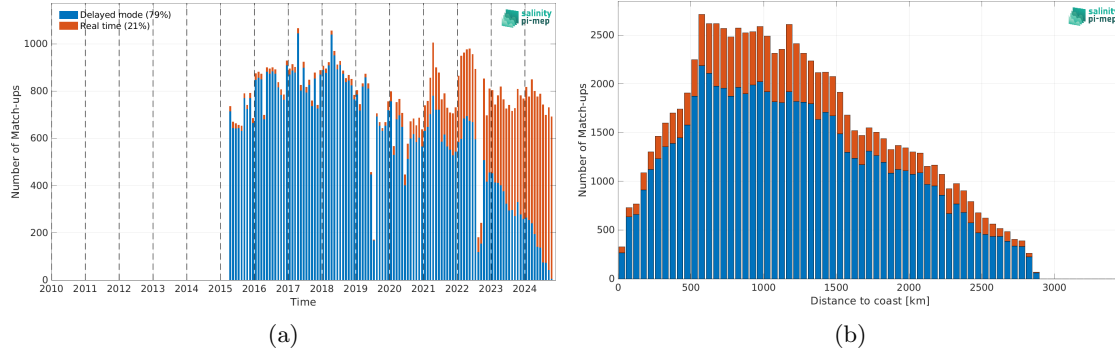 Delayed mode (79%)
Real time (21%)
salinity
pi-mep
Number of Match-ups
1000
800
600
400
200
0
2010 2011 2012 2013 2014 2015 2016 2017 2018 2019 2020 2021 2022 2023 2024
Time
(a)
salinity
pi-mep
Number of Match-ups
2500
2000
1500
1000
500
0
0 500 1000 1500 2000 2500 3000
Distance to coast [km]
(b)